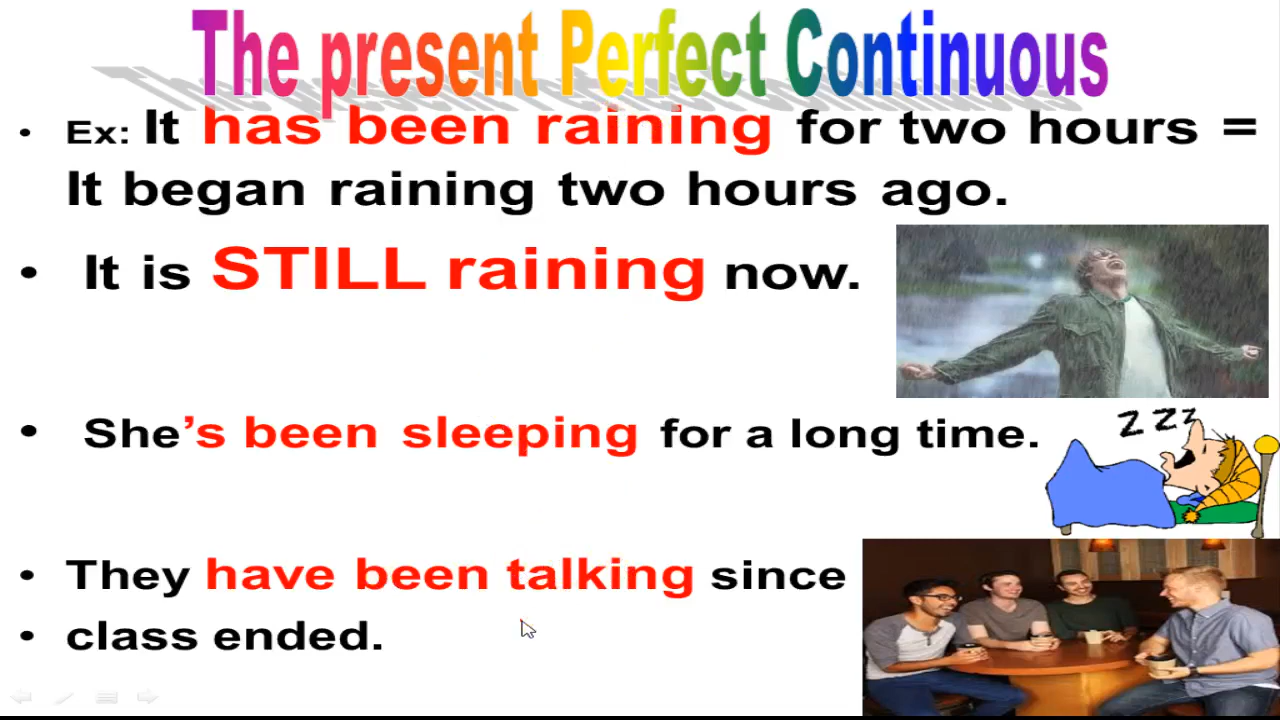 The present Perfect Continuous
• Ex: It has been raining for two hours =
It began raining two hours ago.
• It is STILL raining now.
• She’s been sleeping for a long time.
Z Z Z
• They have been talking since
• class ended.